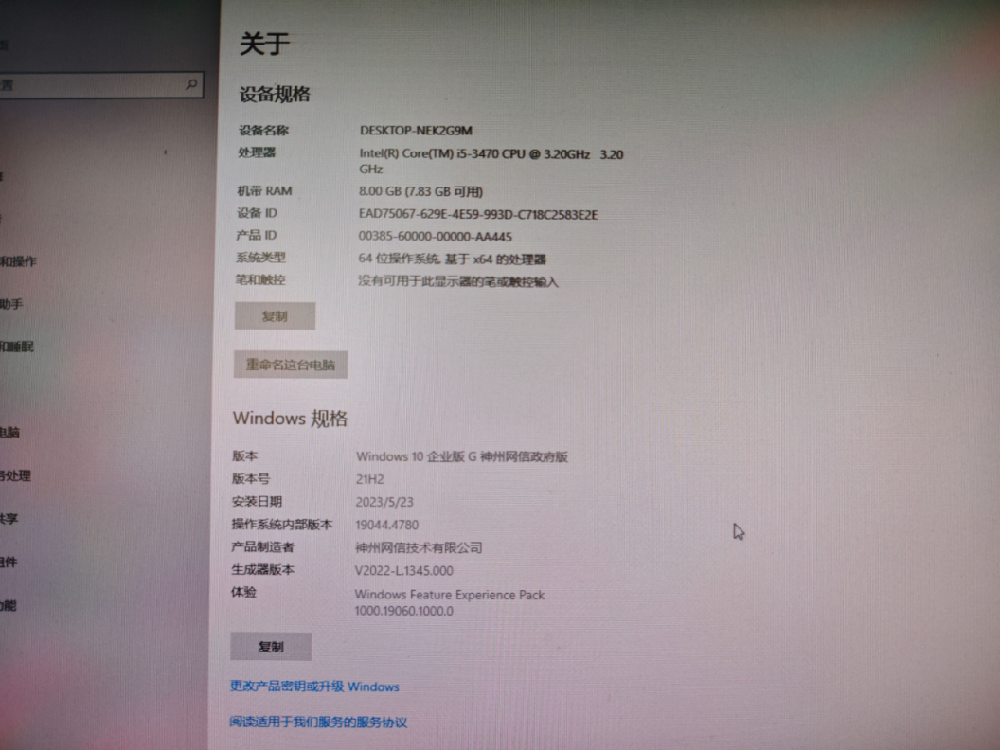 关于
设备规格
设备名称 DESKTOP-NEK2G9M
处理器 Intel(R) Core(TM) i5-3470 CPU @ 3.20GHz 3.20
GHz
机带 RAM 8.00 GB (7.83 GB 可用)
设备 ID EAD75067-629E-4E59-993D-C718C2583E2E
产品 ID 00385-60000-00000-AA445
系统类型 64 位操作系统, 基于 x64 的处理器
笔和触控 没有可用于此显示器的笔或触控输入
复制
重命名这台电脑
Windows 规格
版本 Windows 10 企业版 G 神州网信政府版
版本号 21H2
安装日期 2023/5/23
操作系统内部版本 19044.4780
产品制造者 神州网信技术有限公司
生成器版本 V2022-L.1345.000
体验 Windows Feature Experience Pack
1000.19060.1000.0
复制
更改产品密钥或升级 Windows
阅读适用于我们服务的服务协议
置
和操作
助手
和睡眠
电脑
务处理
共享
组件
功能